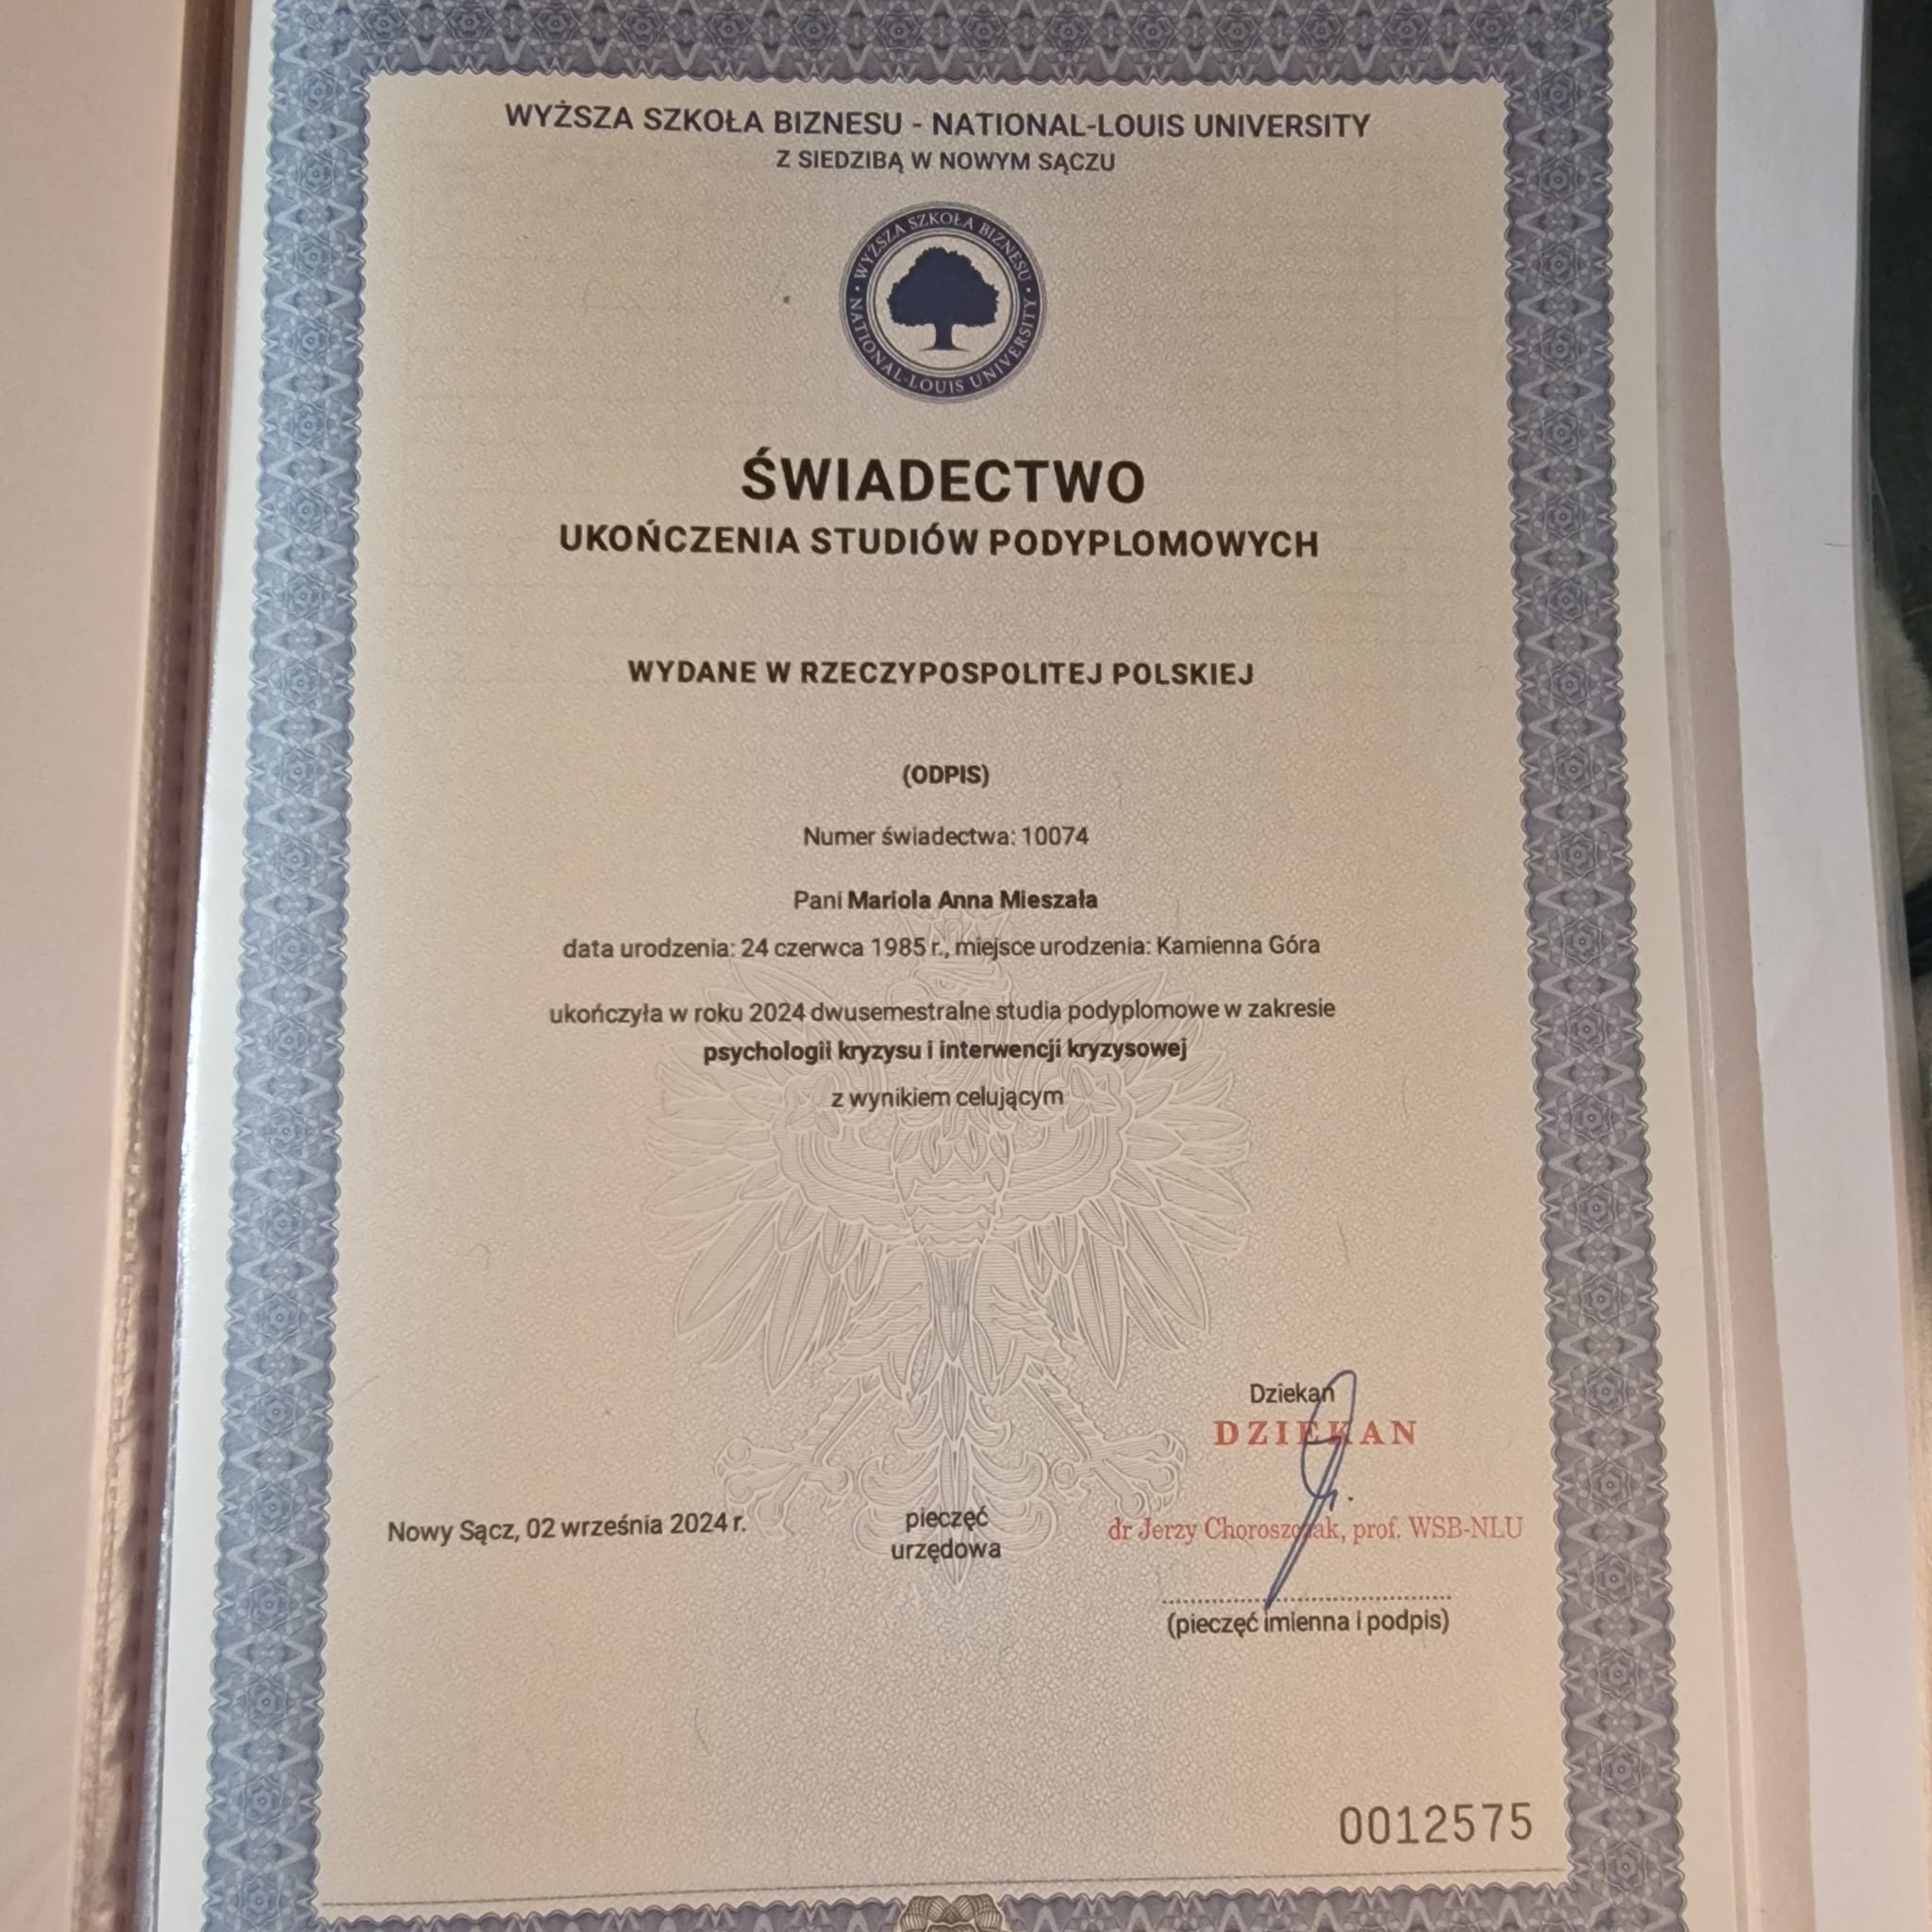 WYŻSZA SZKOŁA BIZNESU - NATIONAL-LOUIS UNIVERSITY
Z SIEDZIBĄ W NOWYM SĄCZU
• WYŻSZA SZKOŁA BIZNESU •
NATIONAL-LOUIS UNIVERSITY
ŚWIADECTWO
UKOŃCZENIA STUDIÓW PODYPLOMOWYCH
WYDANE W RZECZYPOSPOLITEJ POLSKIEJ
(ODPIS)
Numer świadectwa: 10074
Pani Mariola Anna Mieszała
data urodzenia: 24 czerwca 1985 r., miejsce urodzenia: Kamienna Góra
ukończyła w roku 2024 dwusemestralne studia podyplomowe w zakresie
psychologii kryzysu i interwencji kryzysowej
z wynikiem celującym
Dziekan
DZIEKAN
dr Jerzy Choroszczak, prof. WSB-NLU
Nowy Sącz, 02 września 2024 r.
pieczęć
urzędowa
(pieczęć imienna i podpis)
0012575